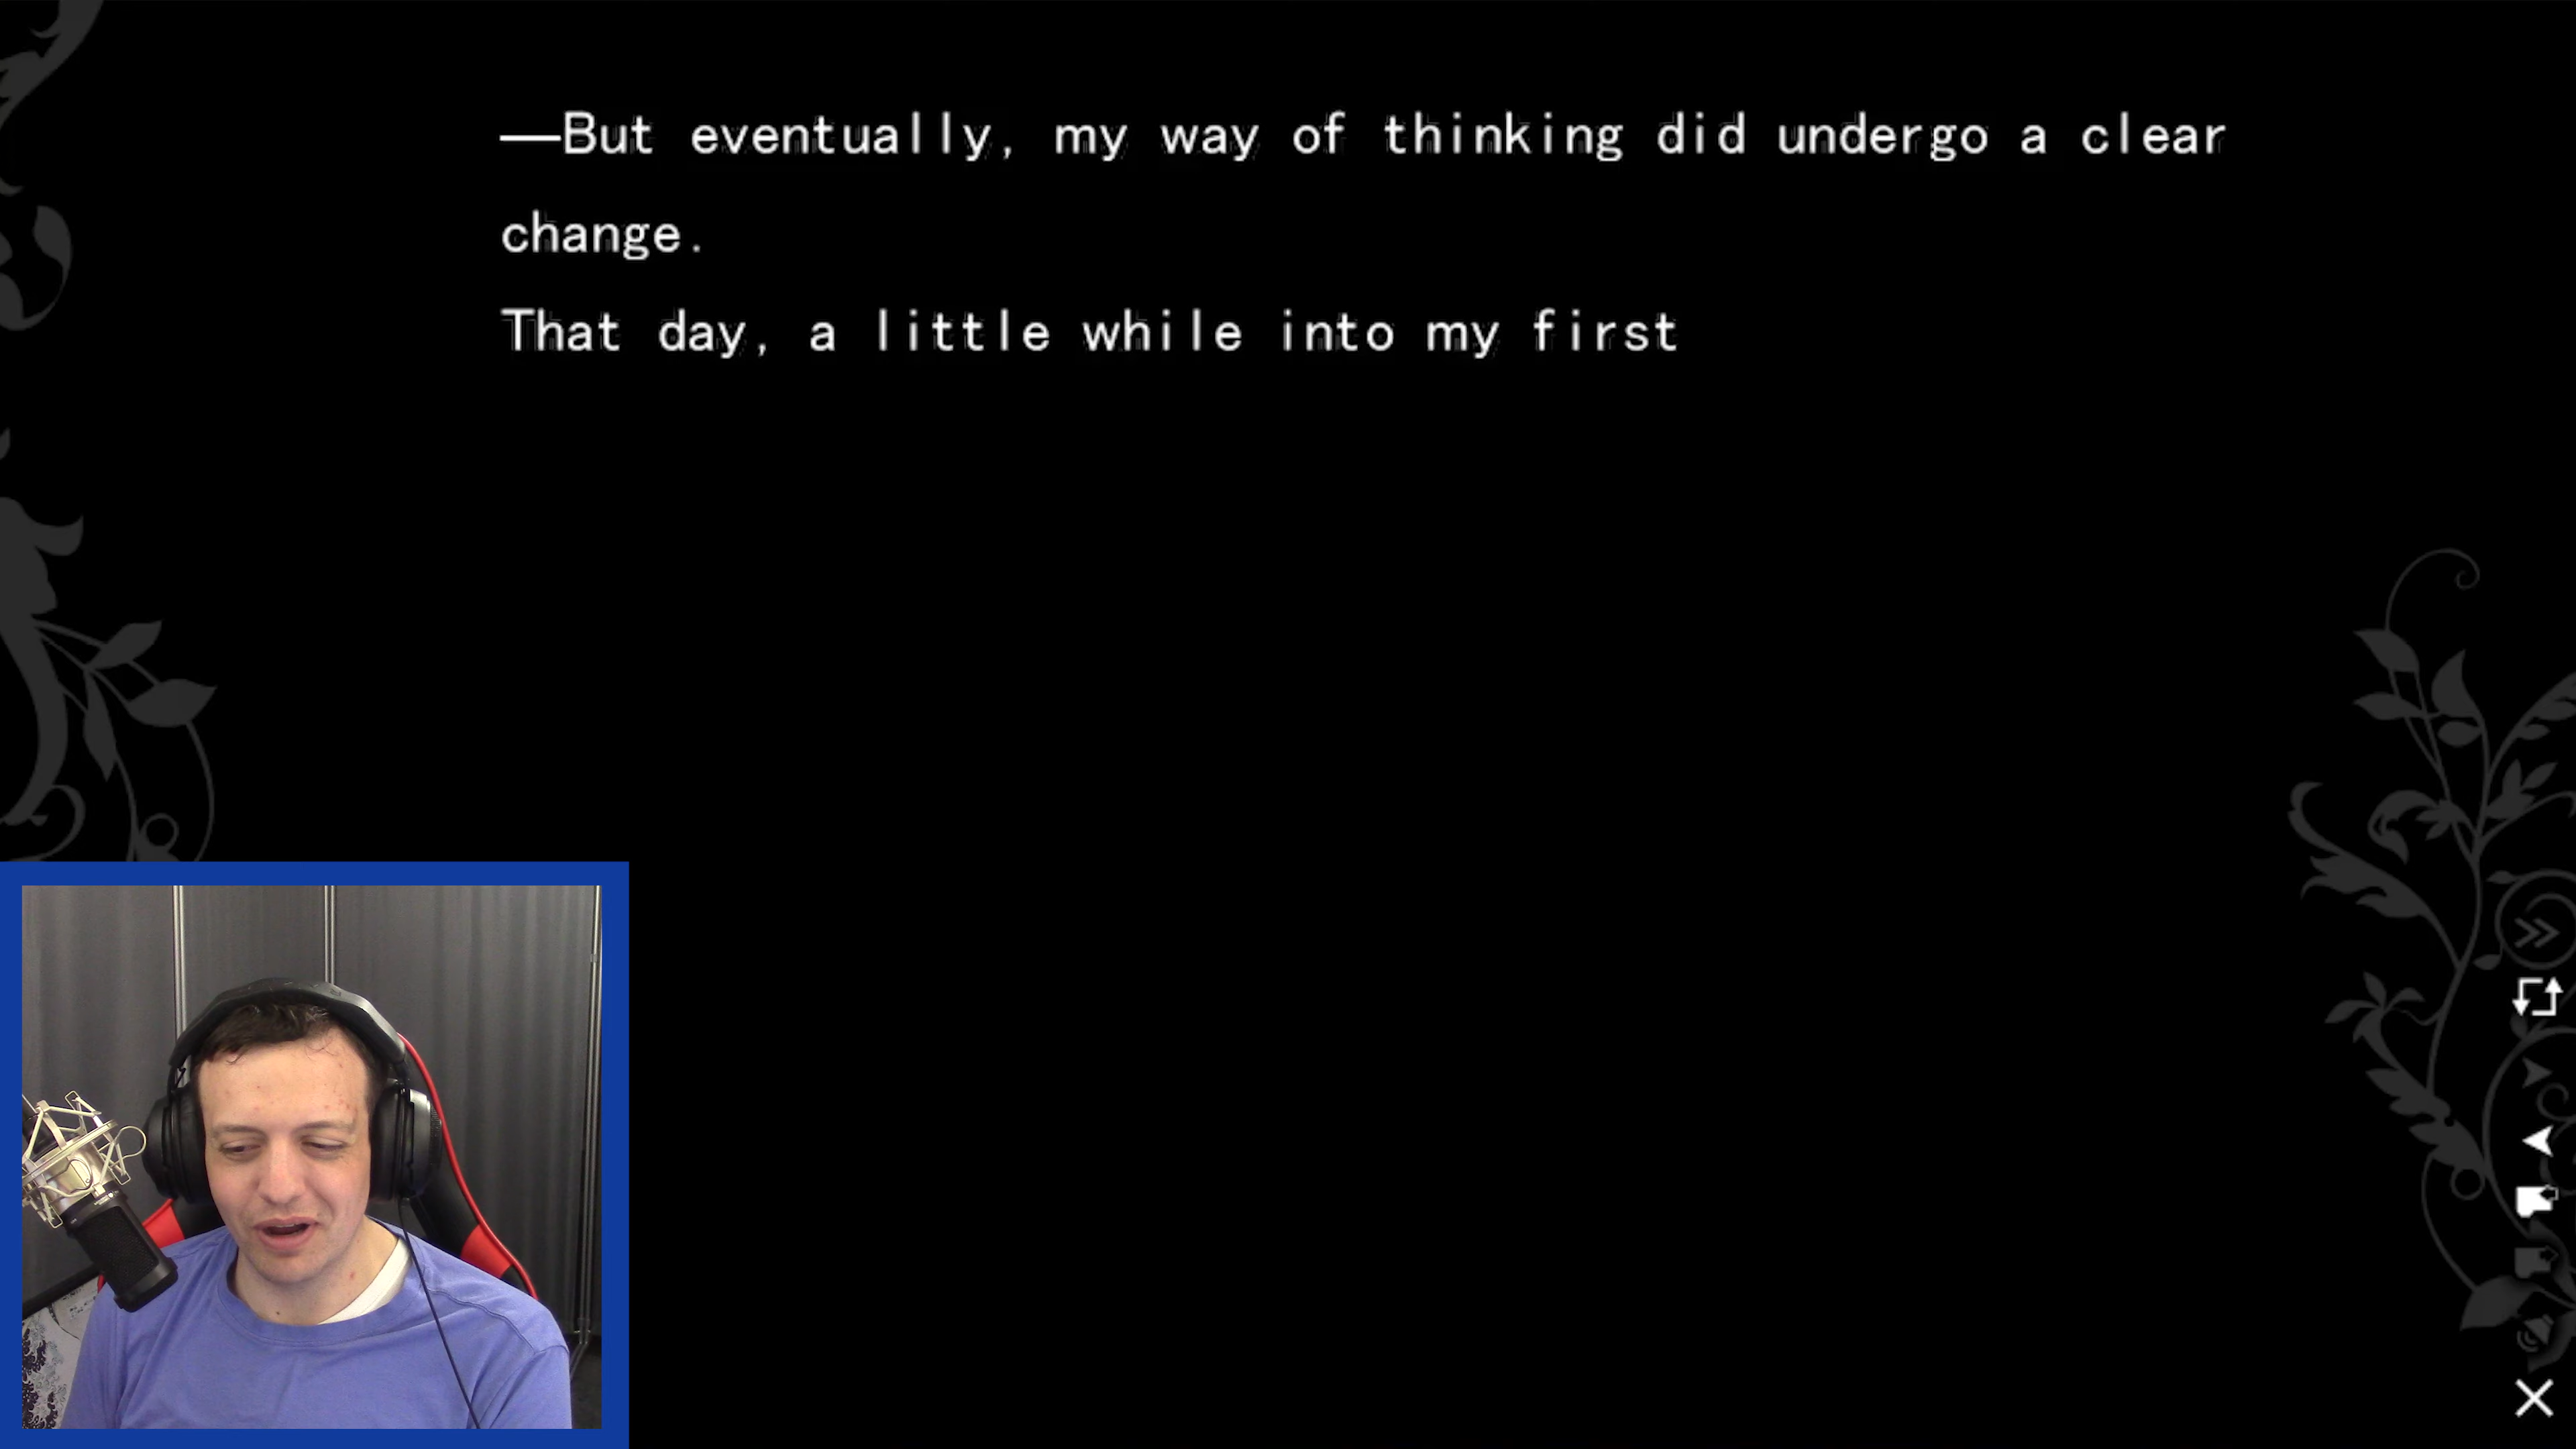 —But eventually, my way of thinking did undergo a clear
change.
That day, a little while into my first